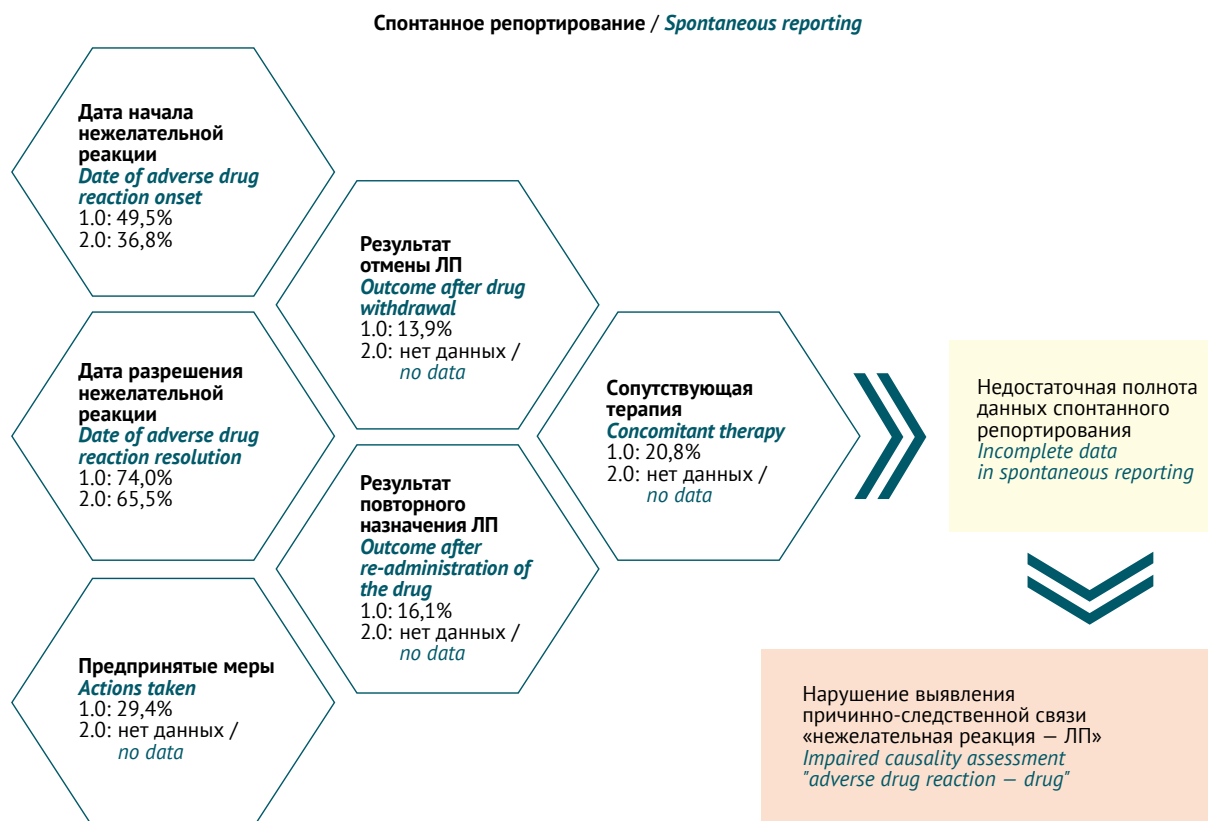 Спонтанное репортирование / Spontaneous reporting
Дата начала
нежелательной
реакции
Date of adverse drug
reaction onset
1.0: 49,5%
2.0: 36,8%
Дата разрешения
нежелательной
реакции
Date of adverse drug
reaction resolution
1.0: 74,0%
2.0: 65,5%
Предпринятые меры
Actions taken
1.0: 29,4%
2.0: нет данных /
no data
Результат
отмены ЛП
Outcome after drug
withdrawal
1.0: 13,9%
2.0: нет данных /
no data
Результат
повторного
назначения ЛП
Outcome after
re-administration of
the drug
1.0: 16,1%
2.0: нет данных /
no data
Сопутствующая
терапия
Concomitant therapy
1.0: 20,8%
2.0: нет данных /
no data
Недостаточная полнота
данных спонтанного
репортирования
Incomplete data
in spontaneous reporting
Нарушение выявления
причинно-следственной связи
«нежелательная реакция — ЛП»
Impaired causality assessment
"adverse drug reaction — drug"